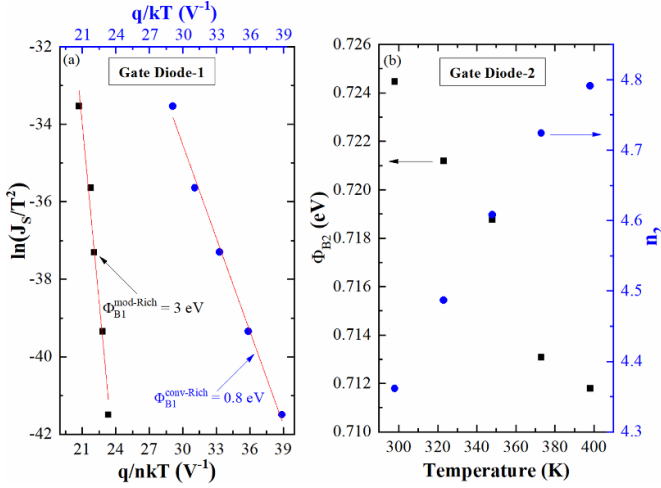 q/kT (V⁻¹)
21 24 27 30 33 36 39
(a)
Gate Diode-1
-32
-34
-36
-38
-40
-42
ln(J_S/T²)
Φ_B1^mod-Rich = 3 eV
Φ_B1^conv-Rich = 0.8 eV
21 24 27 30 33 36 39
q/nkT (V⁻¹)
(b)
Gate Diode-2
0.726
0.724
0.722
0.720
0.718
0.716
0.714
0.712
0.710
Φ_B2 (eV)
4.8
4.7
4.6
4.5
4.4
4.3
n₂
300 320 340 360 380 400
Temperature (K)